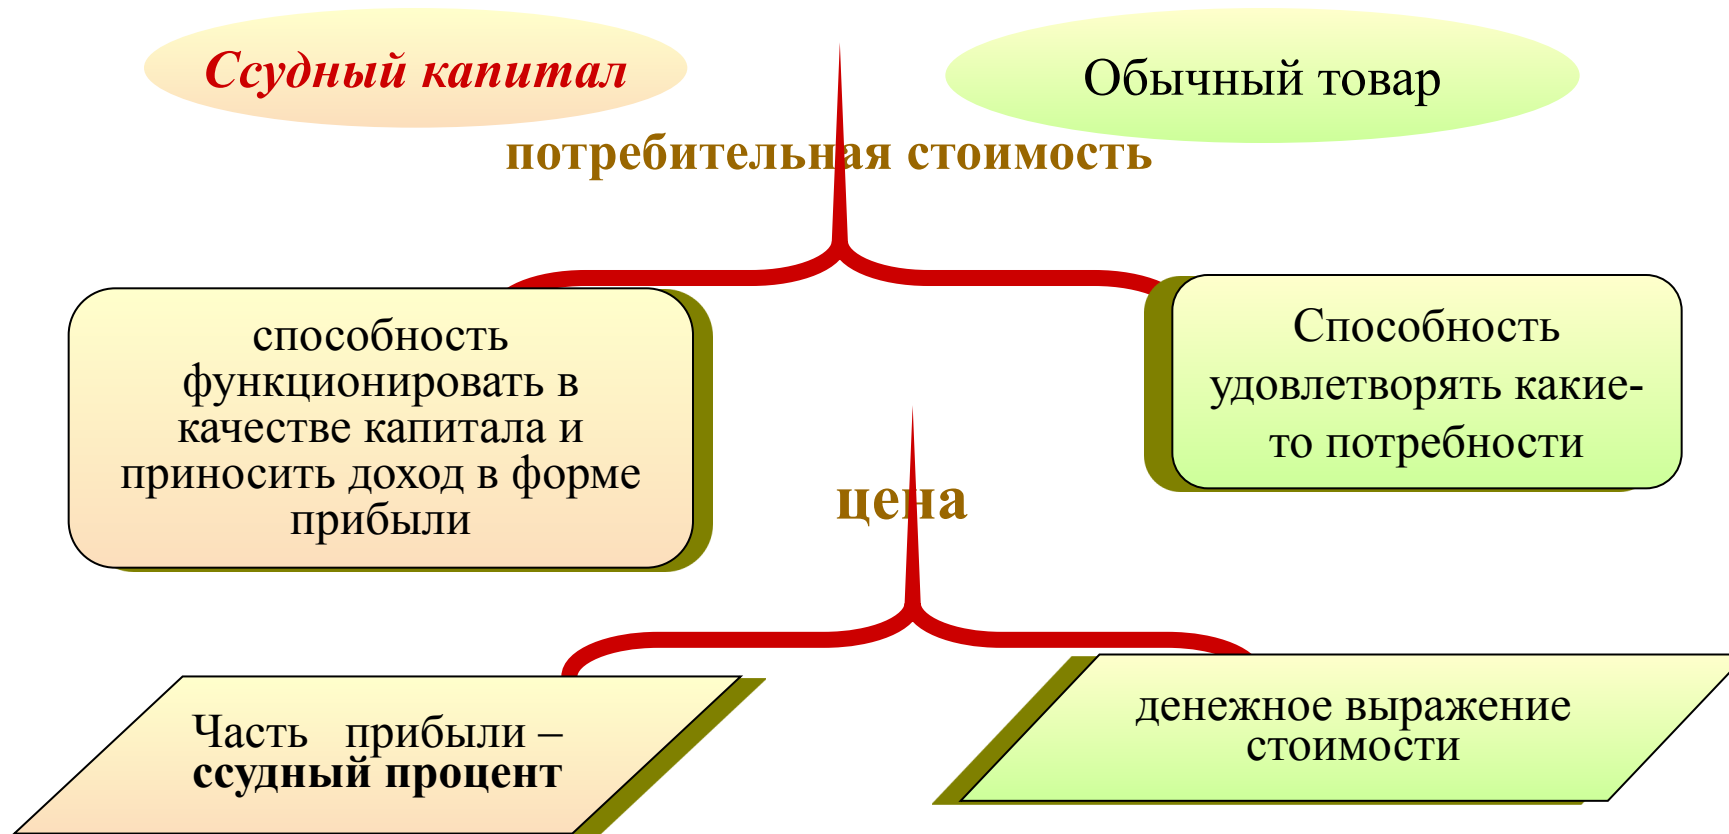 Ссудный капитал
Обычный товар
потребительная стоимость
способность
функционировать в
качестве капитала и
приносить доход в форме
прибыли
Способность
удовлетворять какие-
то потребности
цена
Часть прибыли –
ссудный процент
денежное выражение
стоимости